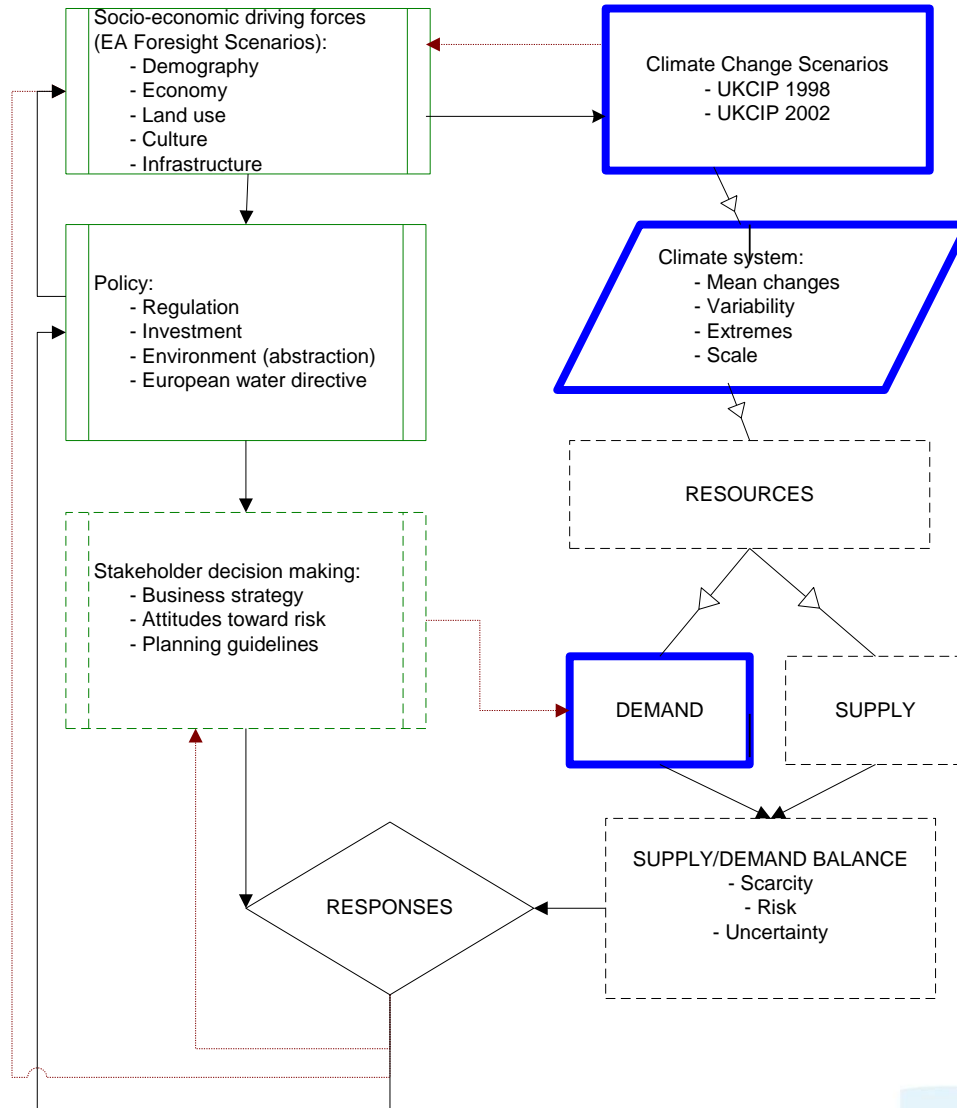 Socio-economic driving forces
(EA Foresight Scenarios):
- Demography
- Economy
- Land use
- Culture
- Infrastructure
Climate Change Scenarios
- UKCIP 1998
- UKCIP 2002
Policy:
- Regulation
- Investment
- Environment (abstraction)
- European water directive
Climate system:
- Mean changes
- Variability
- Extremes
- Scale
RESOURCES
Stakeholder decision making:
- Business strategy
- Attitudes toward risk
- Planning guidelines
DEMAND
SUPPLY
SUPPLY/DEMAND BALANCE
- Scarcity
- Risk
- Uncertainty
RESPONSES